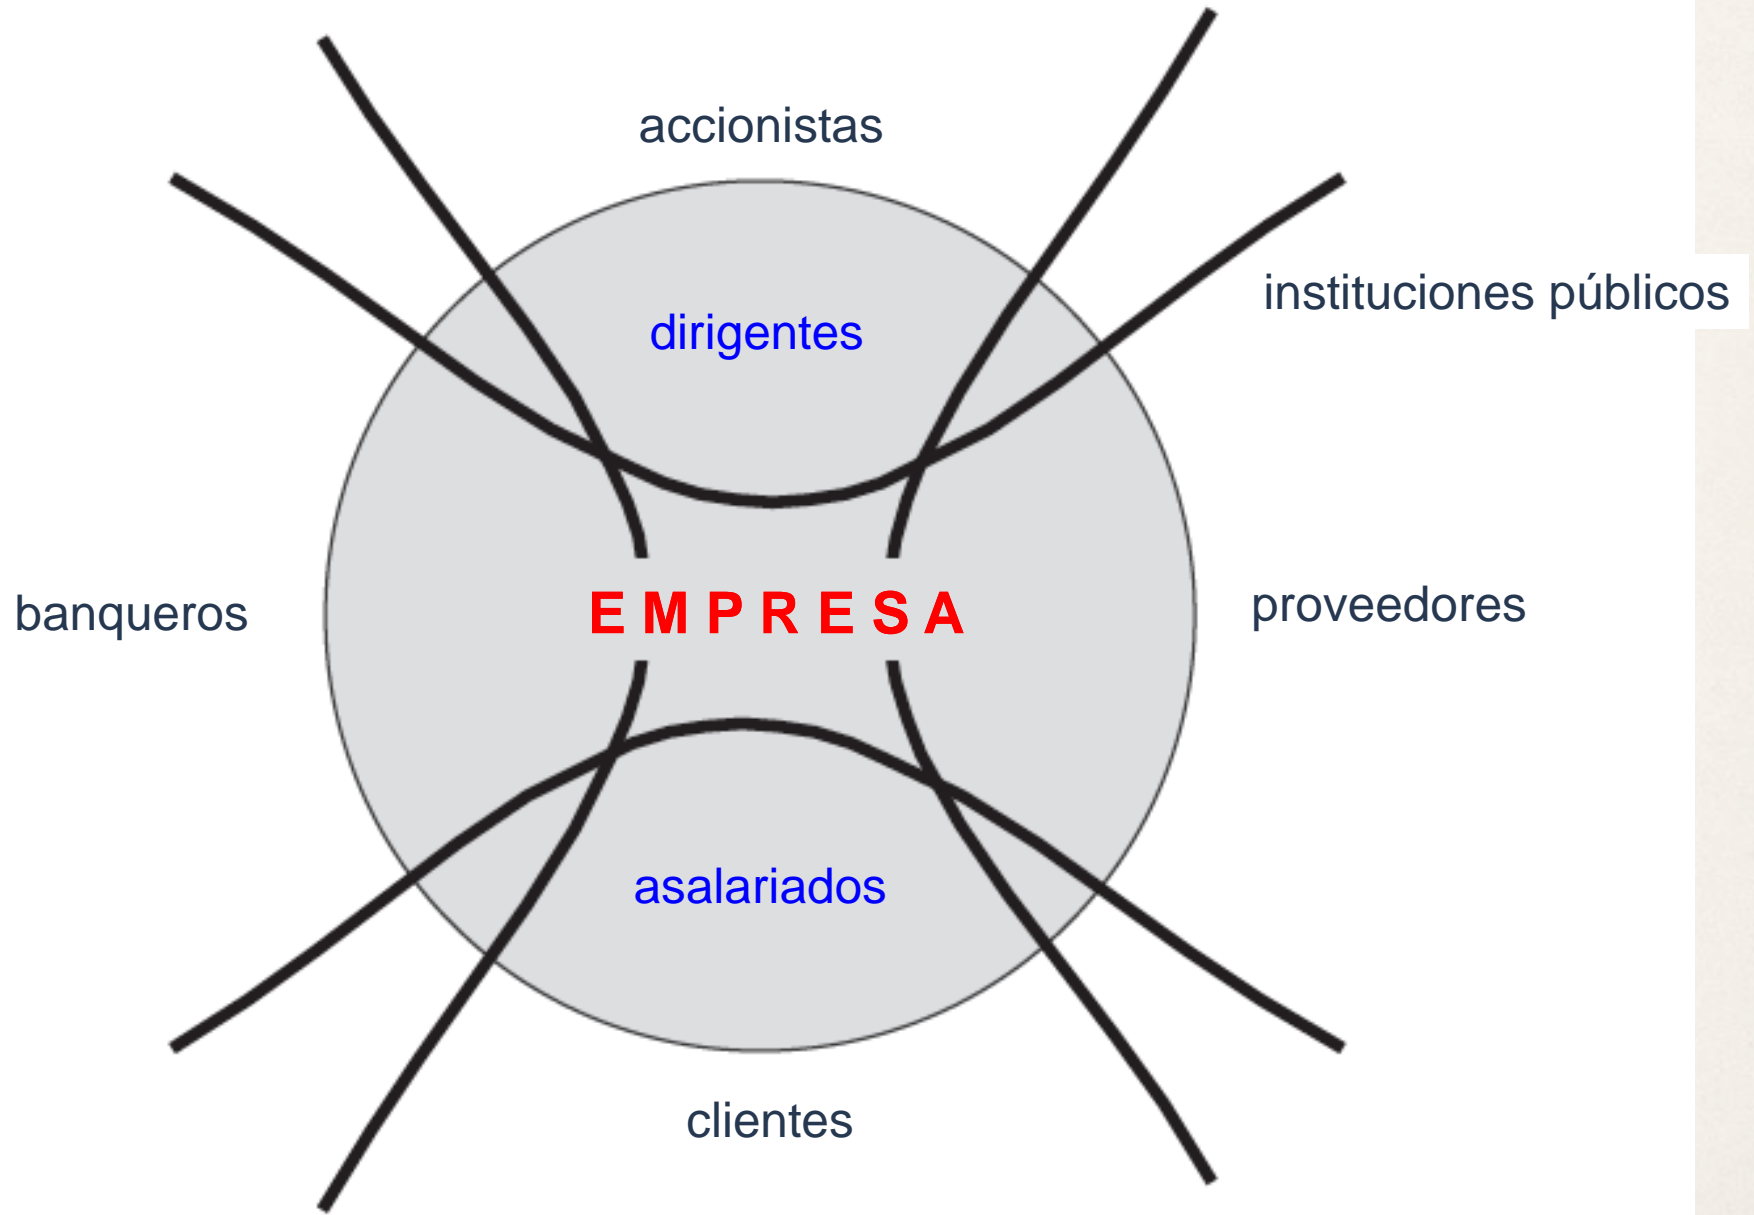 accionistas
instituciones públicos
dirigentes
banqueros
E M P R E S A
proveedores
asalariados
clientes